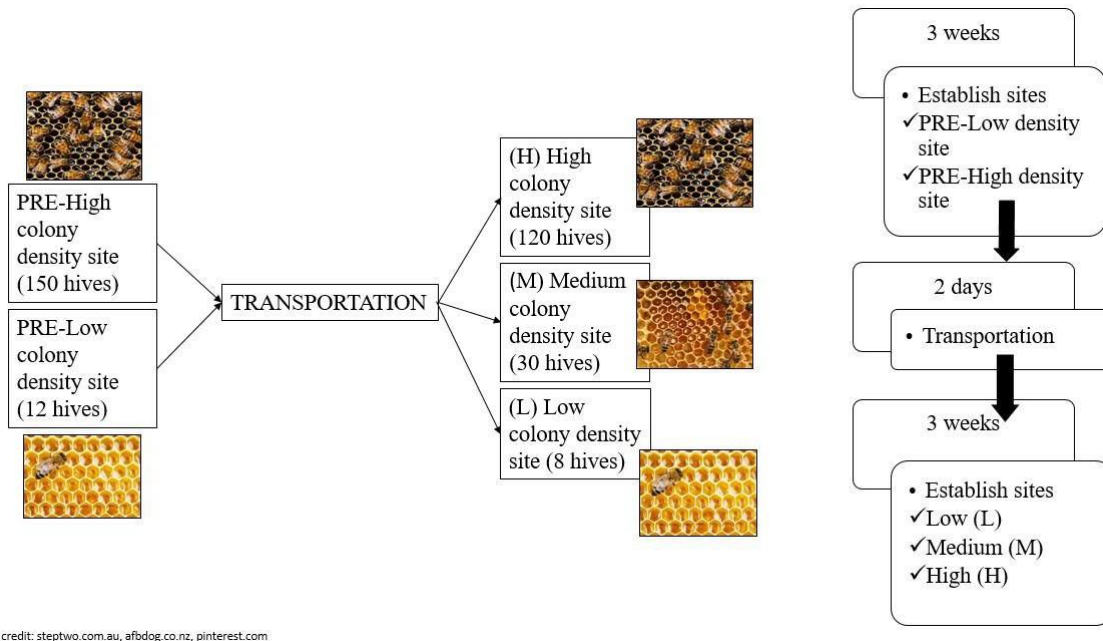 PRE-High
colony
density site
(150 hives)
PRE-Low
colony
density site
(12 hives)
TRANSPORTATION
(H) High
colony
density site
(120 hives)
(M) Medium
colony
density site
(30 hives)
(L) Low
colony density
site (8 hives)
3 weeks
• Establish sites
✓PRE-Low density
site
✓PRE-High density
site
2 days
• Transportation
3 weeks
• Establish sites
✓Low (L)
✓Medium (M)
✓High (H)
credit: steptwo.com.au, afbdog.co.nz, pinterest.com